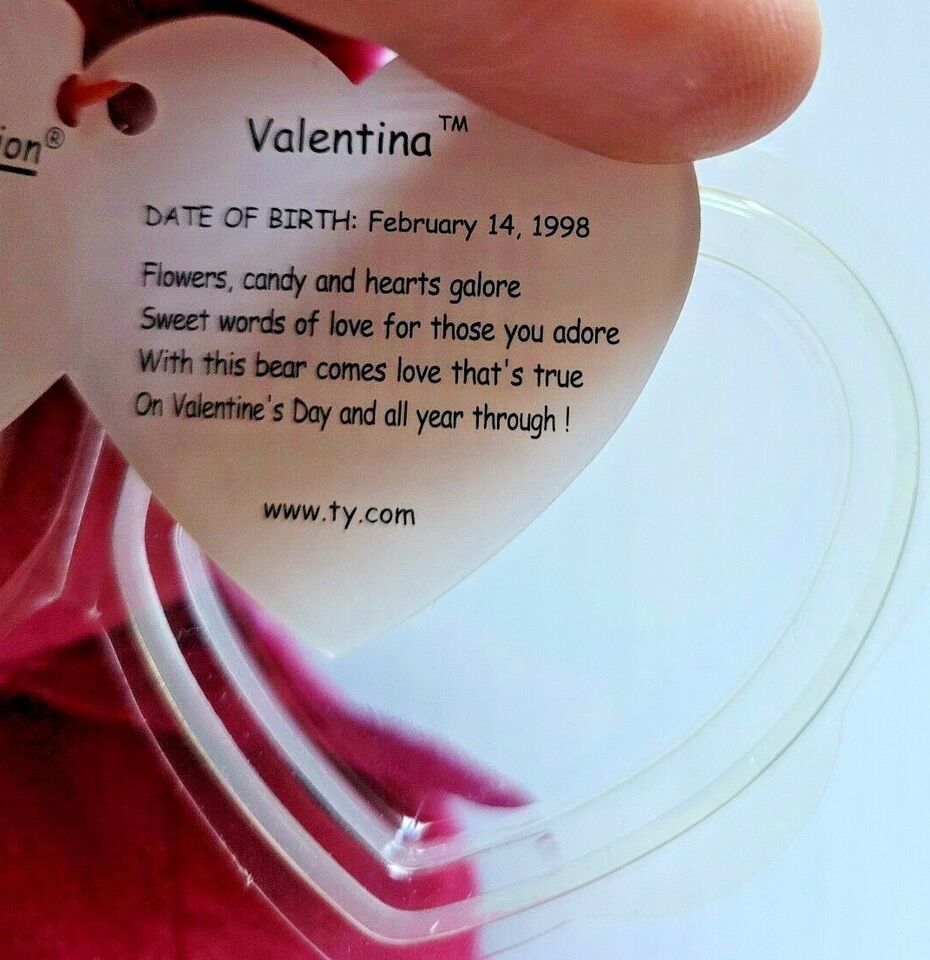 Valentina™
DATE OF BIRTH: February 14, 1998
Flowers, candy and hearts galore
Sweet words of love for those you adore
With this bear comes love that's true
On Valentine's Day and all year through !
www.ty.com